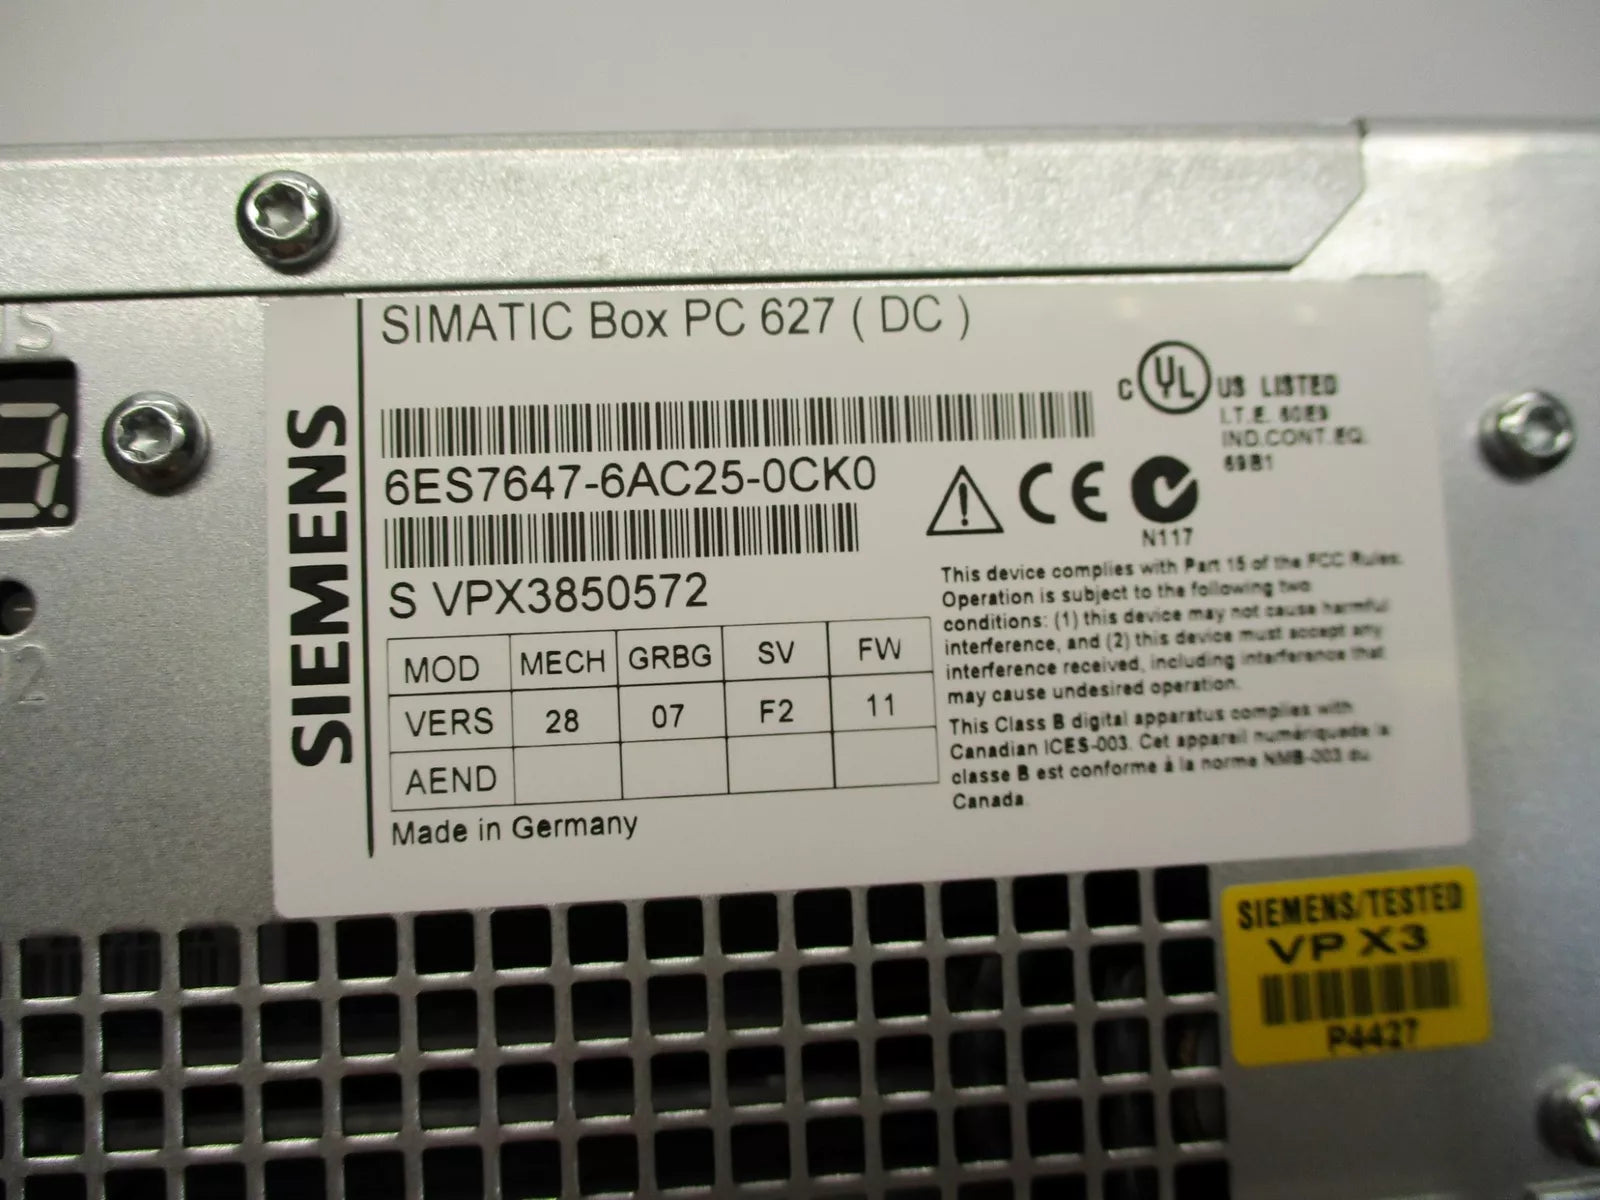 SIEMENS
SIMATIC Box PC 627 ( DC )
6ES7647-6AC25-0CK0
S VPX3850572
MOD MECH GRBG SV FW
VERS 28 07 F2 11
AEND
Made in Germany
C UL US LISTED
I.T.E. 60E9
IND.CONT.EQ.
69B1
CE
N117
This device complies with Part 15 of the FCC Rules.
Operation is subject to the following two
conditions: (1) this device may not cause harmful
interference, and (2) this device must accept any
interference received, including interference that
may cause undesired operation.
This Class B digital apparatus complies with
Canadian ICES-003. Cet appareil numériquede la
classe B est conforme à la norme NMB-003 du
Canada.
SIEMENS/TESTED
VP X3
P4427